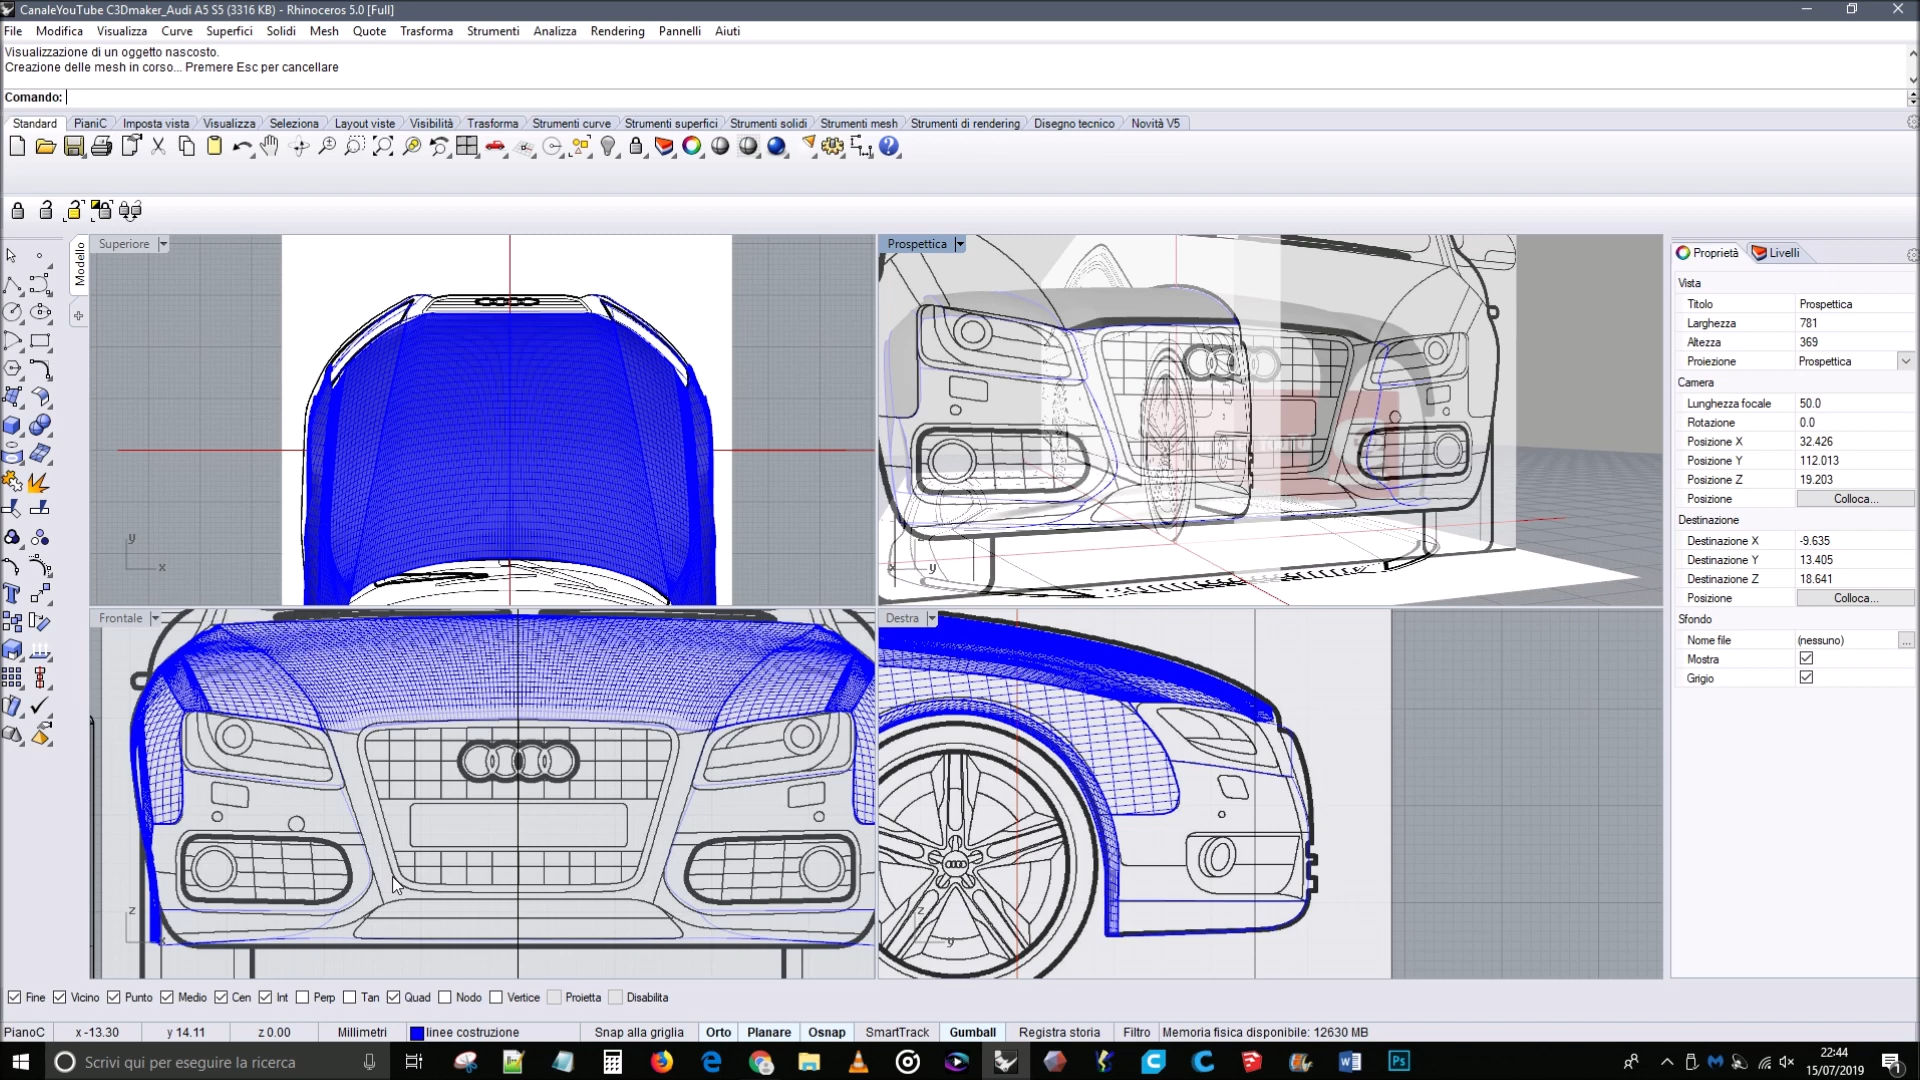 CanaleYouTube C3Dmaker_Audi A5 S5 (3316 KB) - Rhinoceros 5.0 [Full]
File Modifica Visualizza Curve Superfici Solidi Mesh Quote Trasforma Strumenti Analizza Rendering Pannelli Aiuti
Visualizzazione di un oggetto nascosto.
Creazione delle mesh in corso... Premere Esc per cancellare
Comando:
Standard PianiC Imposta vista Visualizza Seleziona Layout viste Visibilità Trasforma Strumenti curve Strumenti superfici Strumenti solidi Strumenti mesh Strumenti di rendering Disegno tecnico Novità V5
Modello
Superiore
Prospettica
Frontale
Destra
y
x
x
y
z
x
z
y
Proprietà Livelli
Vista
Titolo Prospettica
Larghezza 781
Altezza 369
Proiezione Prospettica
Camera
Lunghezza focale 50.0
Rotazione 0.0
Posizione X 32.426
Posizione Y 112.013
Posizione Z 19.203
Posizione Colloca...
Destinazione
Destinazione X -9.635
Destinazione Y 13.405
Destinazione Z 18.641
Posizione Colloca...
Sfondo
Nome file (nessuno) ...
Mostra
Grigio
Fine Vicino Punto Medio Cen Int Perp Tan Quad Nodo Vertice Proietta Disabilita
PianoC x -13.30 y 14.11 z 0.00 Millimetri linee costruzione Snap alla griglia Orto Planare Osnap SmartTrack Gumball Registra storia Filtro Memoria fisica disponibile: 12630 MB
Scrivi qui per eseguire la ricerca
22:44
15/07/2019
1